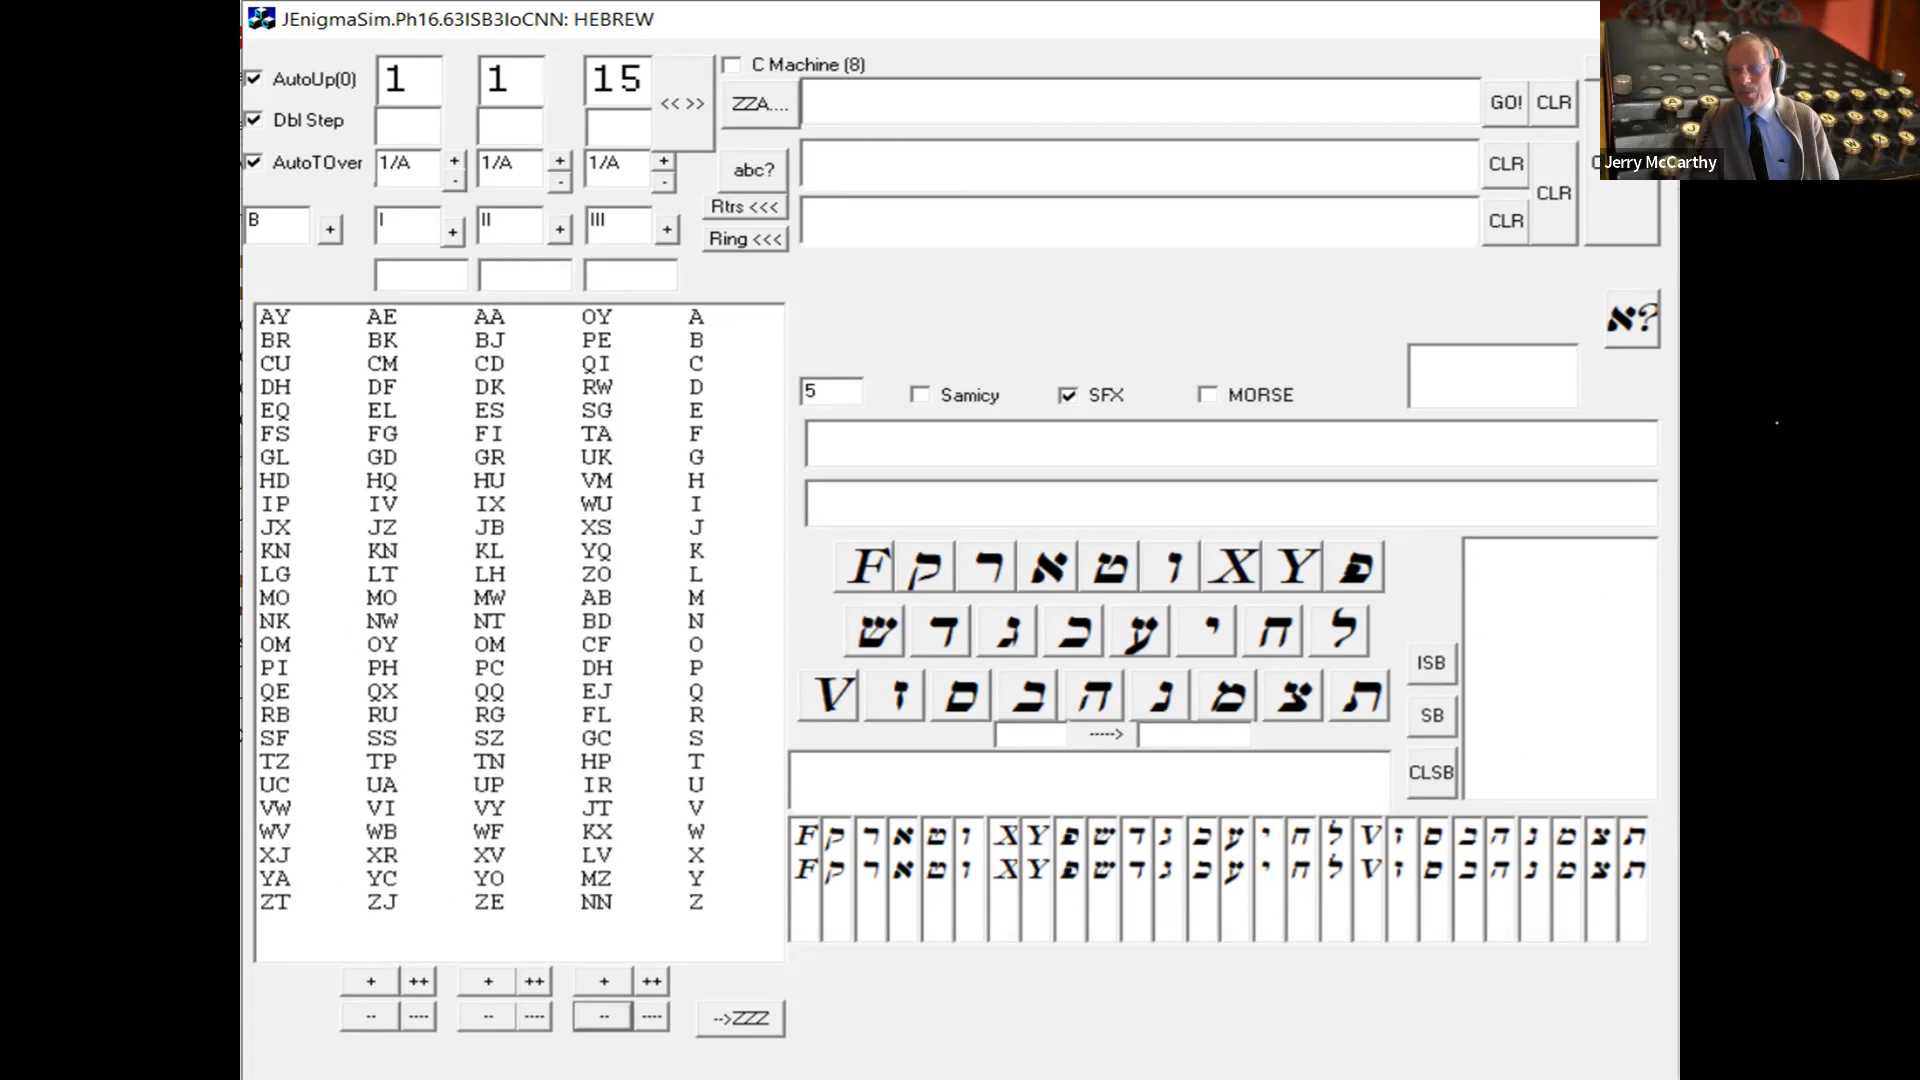 JEnigmaSim.Ph16.63ISB3IoCNN: HEBREW
AutoUp(0) 1 1 15 << >> C Machine (8)
ZZA.... GO! CLR
Dbl Step
AutoTOver 1/A + - 1/A + - 1/A + - abc? CLR CLR
Jerry McCarthy
B + I + II + III + Rtrs <<< CLR
Ring <<<
א?
5 Samicy SFX MORSE
AY AE AA OY A
BR BK BJ PE B
CU CM CD QI C
DH DF DK RW D
EQ EL ES SG E
FS FG FI TA F
GL GD GR UK G
HD HQ HU VM H
IP IV IX WU I
JX JZ JB XS J
KN KN KL YQ K
LG LT LH ZO L
MO MO MW AB M
NK NW NT BD N
OM OY OM CF O
PI PH PC DH P
QE QX QQ EJ Q
RB RU RG FL R
SF SS SZ GC S
TZ TP TN HP T
UC UA UP IR U
VW VI VY JT V
WV WB WF KX W
XJ XR XV LV X
YA YC YO MZ Y
ZT ZJ ZE NN Z
F ק ר א ט ו X Y פ
ש ד ג כ ע י ח ל
V ז ם ב ה נ מ צ ת
ISB
SB
CLSB
----->
F ק ר א ט ו X Y פ ש ד ג כ ע י ח ל V ז ם ב ה נ מ צ ת
F ק ר א ט ו X Y פ ש ד ג כ ע י ח ל V ז ם ב ה נ מ צ ת
+ ++ + ++ + ++
-- ---- -- ---- -- ---- -->ZZZ